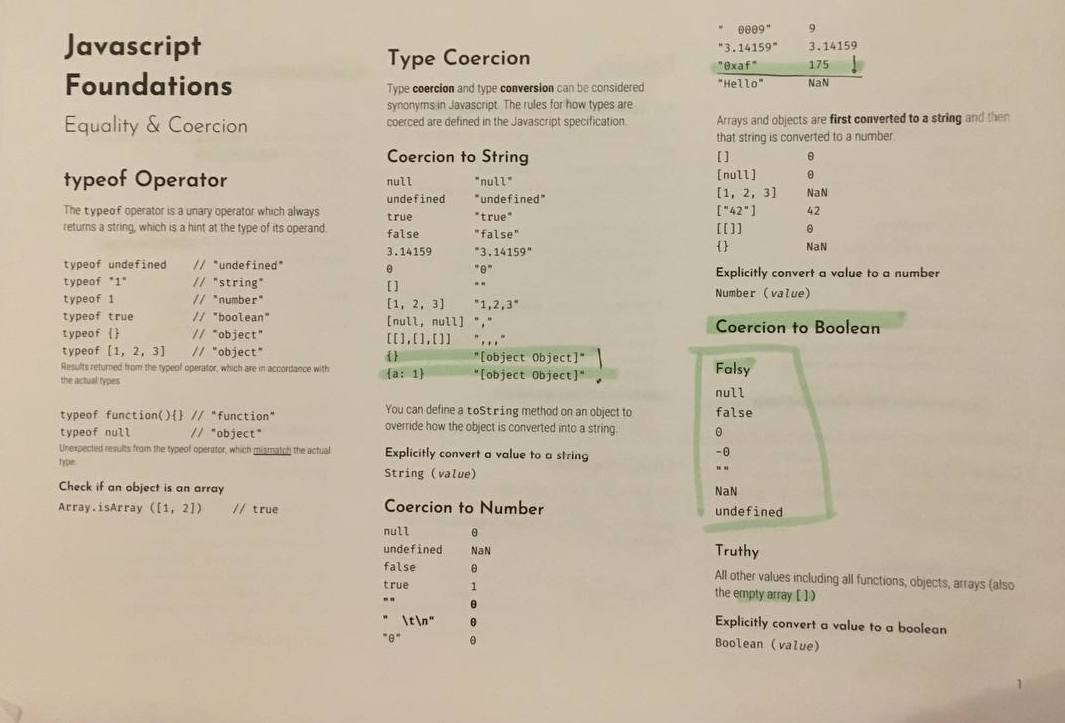 Javascript
Foundations
Equality & Coercion
typeof Operator
The typeof operator is a unary operator which always
returns a string, which is a hint at the type of its operand.
typeof undefined // "undefined"
typeof "1" // "string"
typeof 1 // "number"
typeof true // "boolean"
typeof {} // "object"
typeof [1, 2, 3] // "object"
Results returned from the typeof operator, which are in accordance with
the actual types
typeof function(){} // "function"
typeof null // "object"
Unexpected results from the typeof operator, which mismatch the actual
type.
Check if an object is an array
Array.isArray ([1, 2]) // true
Type Coercion
Type coercion and type conversion can be considered
synonyms in Javascript. The rules for how types are
coerced are defined in the Javascript specification.
Coercion to String
null "null"
undefined "undefined"
true "true"
false "false"
3.14159 "3.14159"
0 "0"
[] ""
[1, 2, 3] "1,2,3"
[null, null] ","
[[],[],[]] ",,,"
{} "[object Object]"
{a: 1} "[object Object]"
You can define a toString method on an object to
override how the object is converted into a string.
Explicitly convert a value to a string
String (value)
Coercion to Number
null 0
undefined NaN
false 0
true 1
"" 0
" \t\n" 0
"0" 0
" 0009" 9
"3.14159" 3.14159
"0xaf" 175 !
"Hello" NaN
Arrays and objects are first converted to a string and then
that string is converted to a number.
[] 0
[null] 0
[1, 2, 3] NaN
["42"] 42
[[]] 0
{} NaN
Explicitly convert a value to a number
Number (value)
Coercion to Boolean
Falsy
null
false
0
-0
""
NaN
undefined
Truthy
All other values including all functions, objects, arrays (also
the empty array [])
Explicitly convert a value to a boolean
Boolean (value)
1